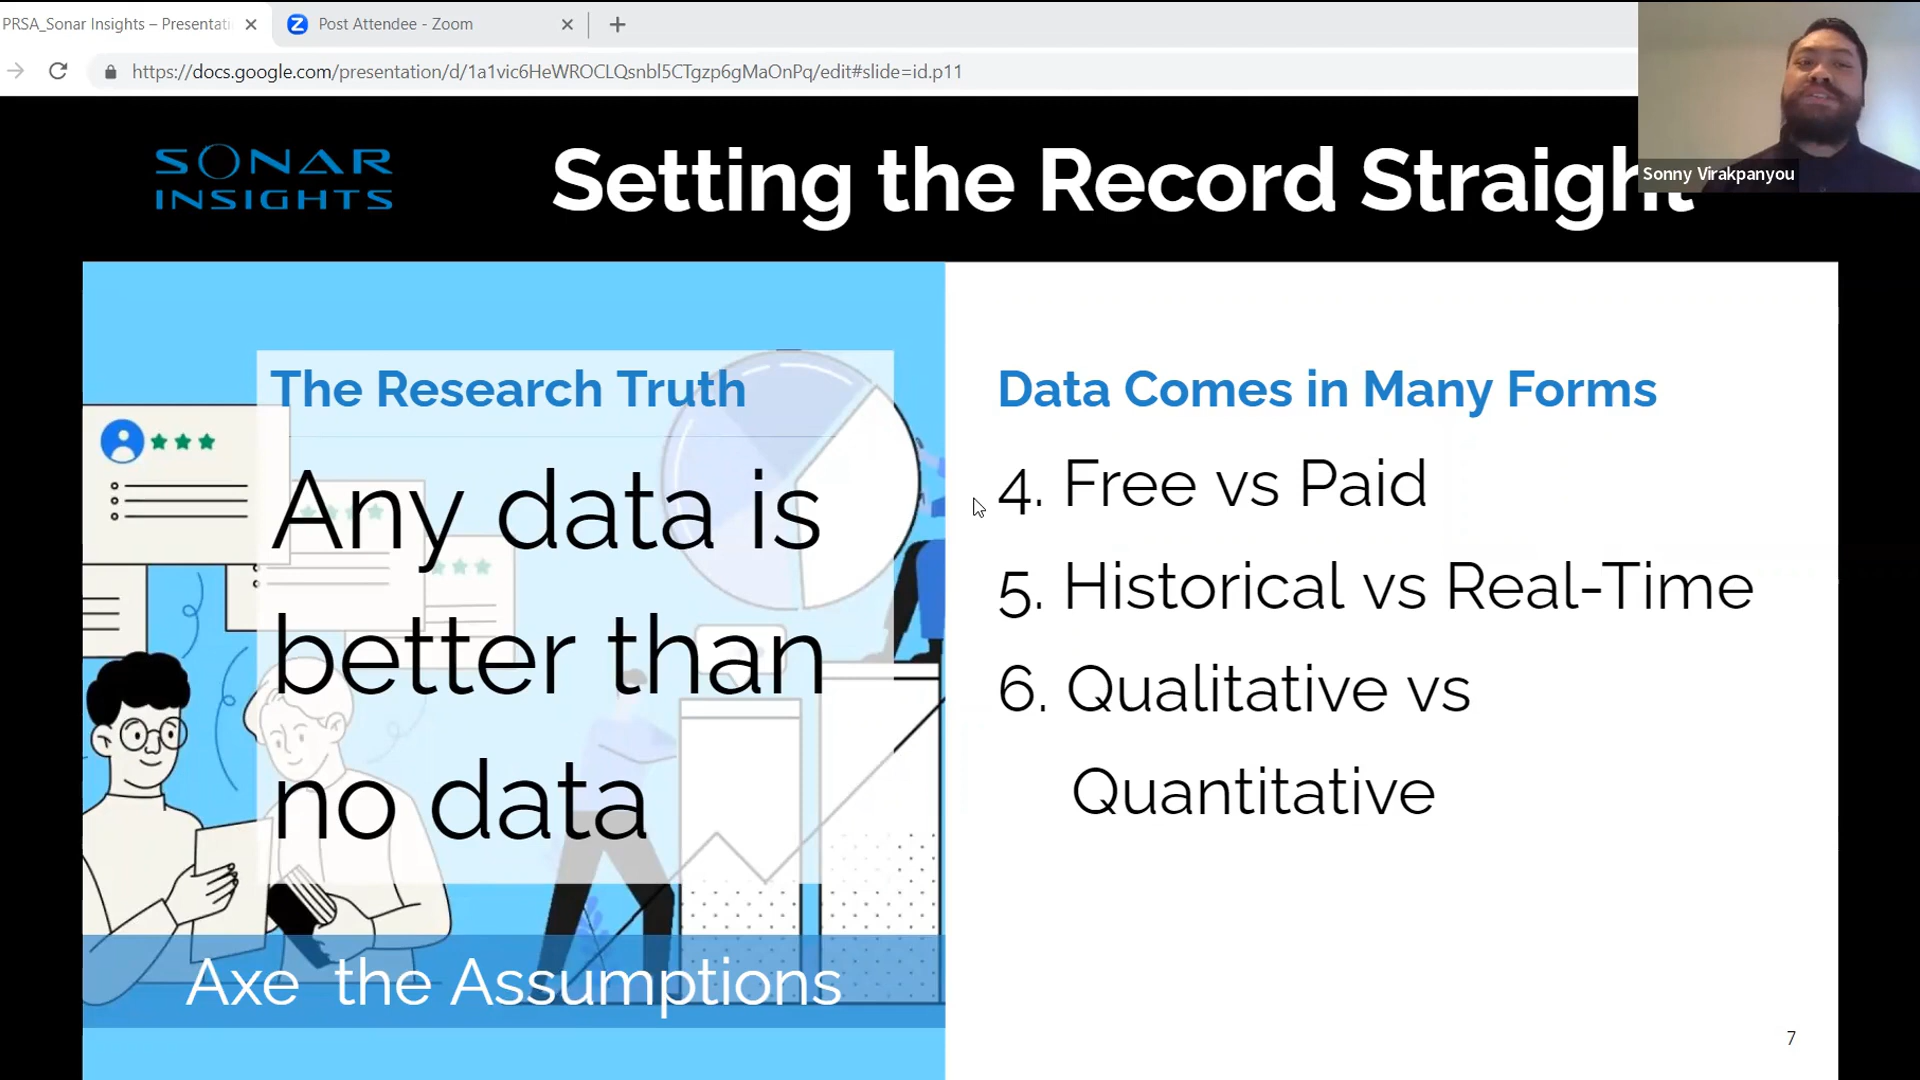 PRSA_Sonar Insights – Presentati
Post Attendee - Zoom
https://docs.google.com/presentation/d/1a1vic6HeWROCLQsnbl5CTgzp6gMaOnPq/edit#slide=id.p11
SONAR
INSIGHTS
Setting the Record Straight
Sonny Virakpanyou
The Research Truth
Any data is
better than
no data
Axe the Assumptions
Data Comes in Many Forms
4. Free vs Paid
5. Historical vs Real-Time
6. Qualitative vs
Quantitative
7